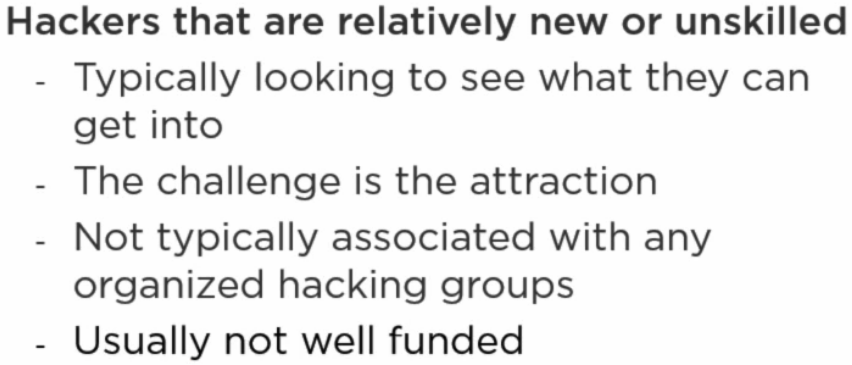 Hackers that are relatively new or unskilled
- Typically looking to see what they can
get into
- The challenge is the attraction
- Not typically associated with any
organized hacking groups
- Usually not well funded